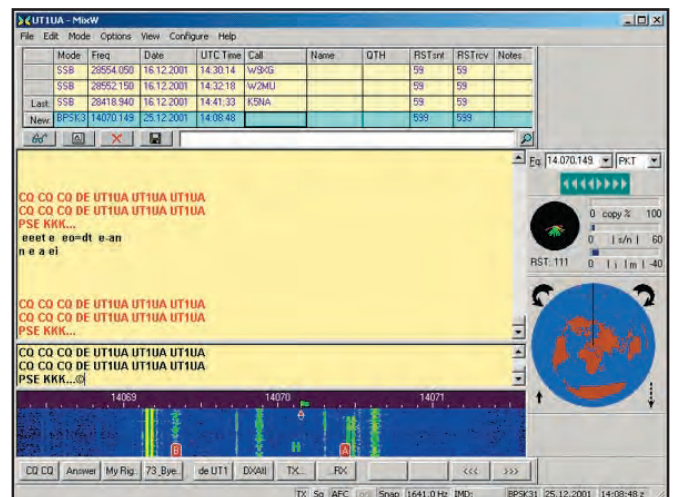 UT1UA - MixW
File Edit Mode Options View Configure Help
Mode Freq Date UTC Time Call Name QTH RSTsnt RSTrcv Notes
SSB 28554.050 16.12.2001 14:30:14 W9XG 59 59
SSB 28552.150 16.12.2001 14:32:18 W2MU 59 59
Last: SSB 28418.940 16.12.2001 14:41:33 K5NA 59 59
New: BPSK3 14070.149 25.12.2001 14:08:48 599 599
Fq: 14.070.149 PKT
CQ CQ CQ DE UT1UA UT1UA UT1UA
CQ CQ CQ DE UT1UA UT1UA UT1UA
PSE KKK...
eeet e eo=dt e-an
n e a ei
0 copy % 100
0 | s/n | 60
RST: 111 0 | i | m | -40
CQ CQ CQ DE UT1UA UT1UA UT1UA
CQ CQ CQ DE UT1UA UT1UA UT1UA
PSE KKK...
CQ CQ CQ DE UT1UA UT1UA UT1UA
CQ CQ CQ DE UT1UA UT1UA UT1UA
PSE KKK...©
14069 14070 14071
A
B H A
CQ CQ Answer My Rig.. 73_Bye.. de UT1 DXAtl TX.. ..RX <<< >>>
TX Sq AFC Lock Snap 1641.0 Hz IMD: BPSK31 25.12.2001 14:08:48 z